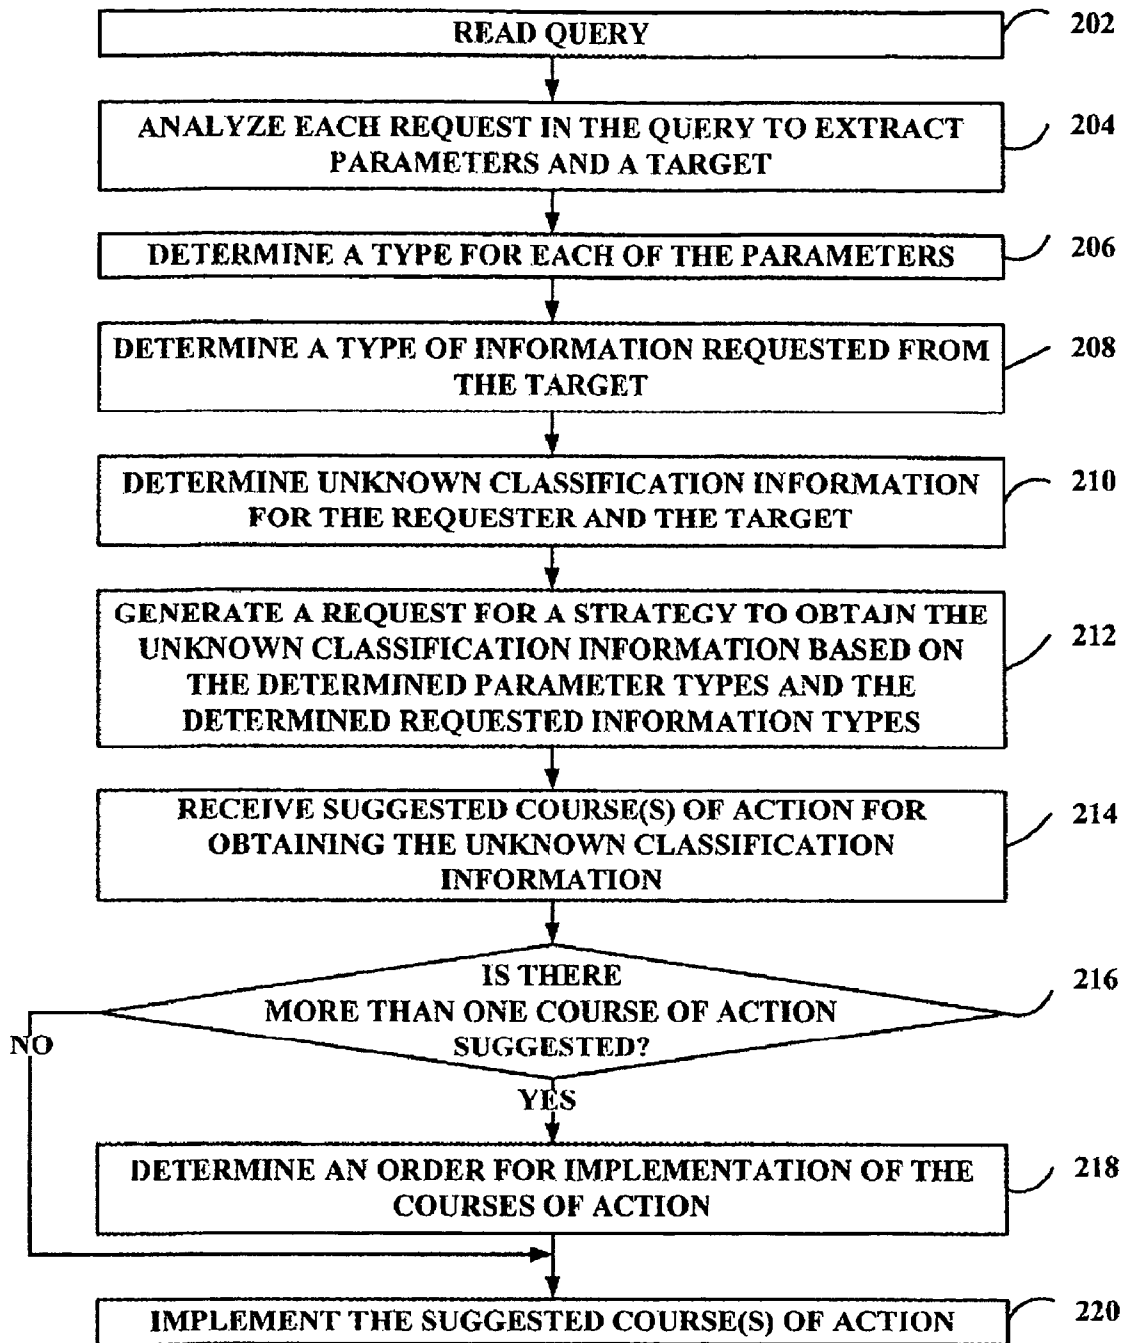 READ QUERY
202
ANALYZE EACH REQUEST IN THE QUERY TO EXTRACT
PARAMETERS AND A TARGET
204
DETERMINE A TYPE FOR EACH OF THE PARAMETERS
206
DETERMINE A TYPE OF INFORMATION REQUESTED FROM
THE TARGET
208
DETERMINE UNKNOWN CLASSIFICATION INFORMATION
FOR THE REQUESTER AND THE TARGET
210
GENERATE A REQUEST FOR A STRATEGY TO OBTAIN THE
UNKNOWN CLASSIFICATION INFORMATION BASED ON
THE DETERMINED PARAMETER TYPES AND THE
DETERMINED REQUESTED INFORMATION TYPES
212
RECEIVE SUGGESTED COURSE(S) OF ACTION FOR
OBTAINING THE UNKNOWN CLASSIFICATION
INFORMATION
214
IS THERE
MORE THAN ONE COURSE OF ACTION
SUGGESTED?
216
NO
YES
DETERMINE AN ORDER FOR IMPLEMENTATION OF THE
COURSES OF ACTION
218
IMPLEMENT THE SUGGESTED COURSE(S) OF ACTION
220